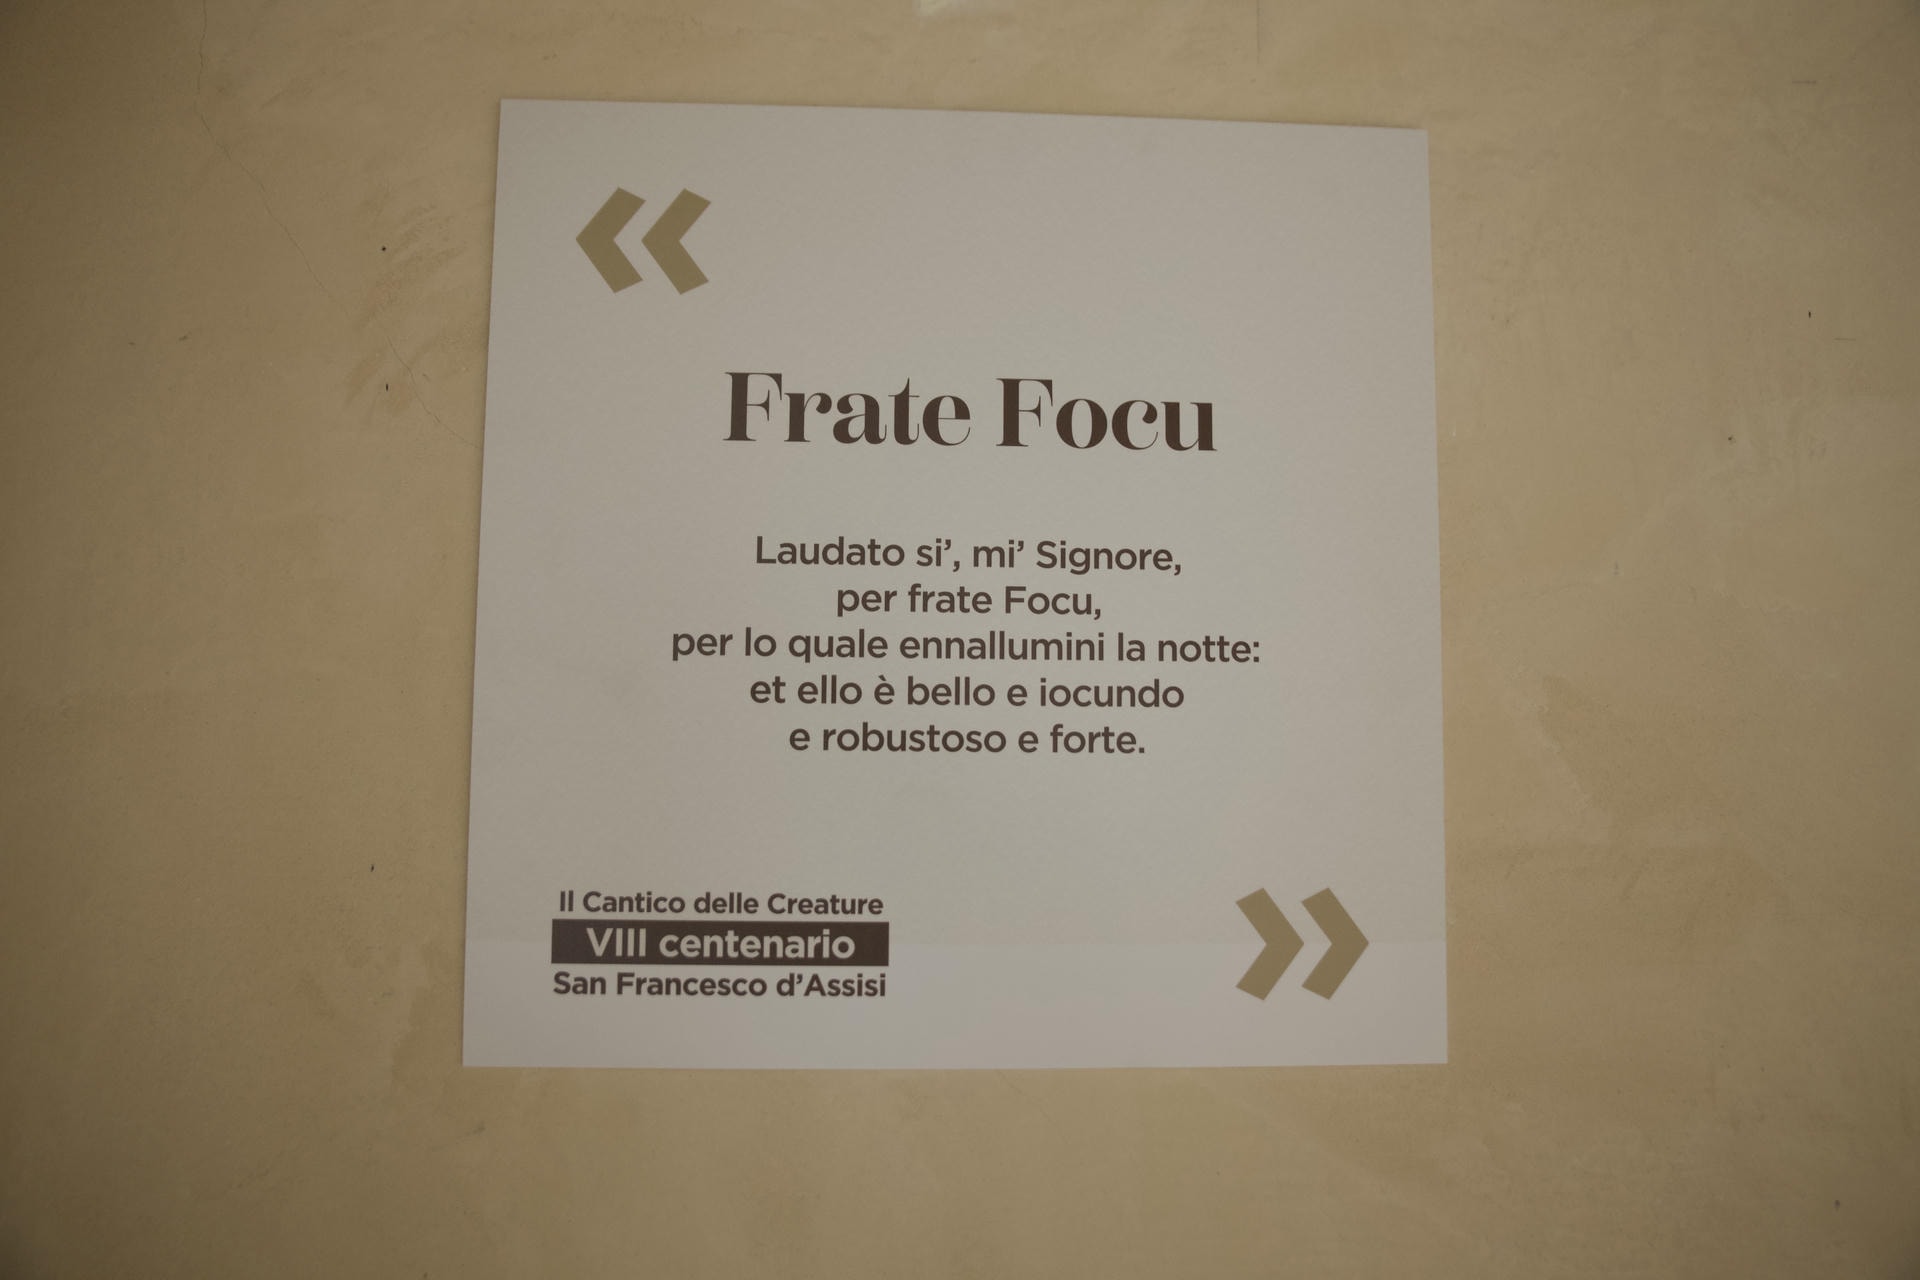 «
Frate Focu
Laudato si’, mi’ Signore,
per frate Focu,
per lo quale ennallumini la notte:
et ello è bello e iocundo
e robustoso e forte.
Il Cantico delle Creature
VIII centenario
San Francesco d’Assisi
»